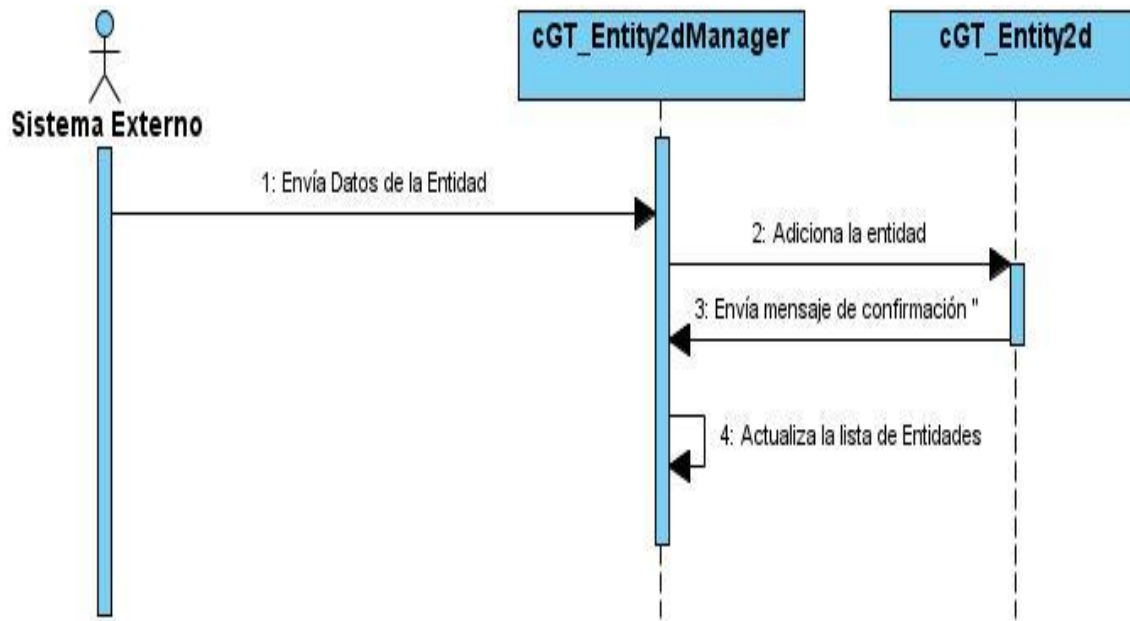 cGT_Entity2dManager
cGT_Entity2d
Sistema Externo
1: Envía Datos de la Entidad
2: Adiciona la entidad
3: Envía mensaje de confirmación "
4: Actualiza la lista de Entidades